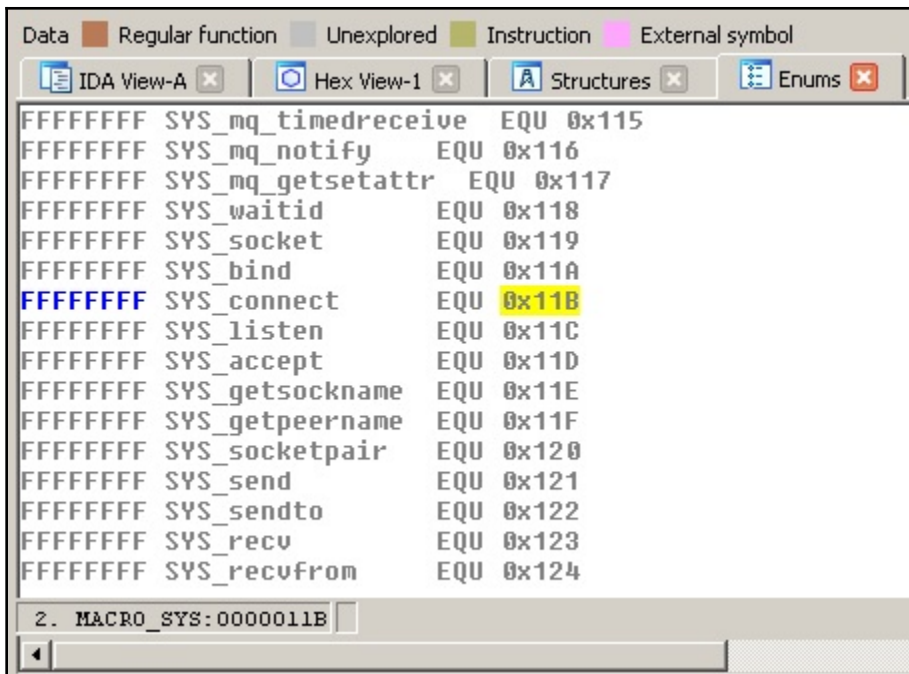 Data Regular function Unexplored Instruction External symbol
IDA View-A Hex View-1 Structures Enums
FFFFFFFF SYS_mq_timedreceive EQU 0x115
FFFFFFFF SYS_mq_notify EQU 0x116
FFFFFFFF SYS_mq_getsetattr EQU 0x117
FFFFFFFF SYS_waitid EQU 0x118
FFFFFFFF SYS_socket EQU 0x119
FFFFFFFF SYS_bind EQU 0x11A
FFFFFFFF SYS_connect EQU 0x11B
FFFFFFFF SYS_listen EQU 0x11C
FFFFFFFF SYS_accept EQU 0x11D
FFFFFFFF SYS_getsockname EQU 0x11E
FFFFFFFF SYS_getpeername EQU 0x11F
FFFFFFFF SYS_socketpair EQU 0x120
FFFFFFFF SYS_send EQU 0x121
FFFFFFFF SYS_sendto EQU 0x122
FFFFFFFF SYS_recv EQU 0x123
FFFFFFFF SYS_recvfrom EQU 0x124
2. MACRO_SYS:0000011B